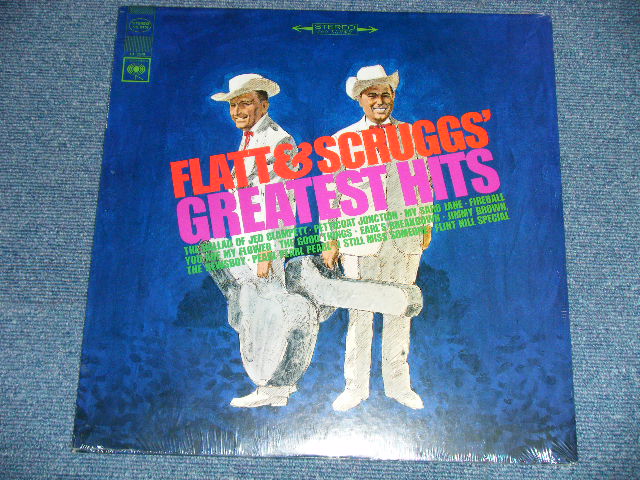 STEREO
FLATT & SCRUGGS'
GREATEST HITS
THE BALLAD OF JED CLAMPETT · PETTICOAT JUNCTION · MY SARO JANE · FIREBALL
YOU ARE MY FLOWER · THE GOOD THINGS · EARL'S BREAKDOWN · JIMMY BROWN,
THE NEWSBOY · PEARL PEARL PEARL · I STILL MISS SOMEONE · FLINT HILL SPECIAL